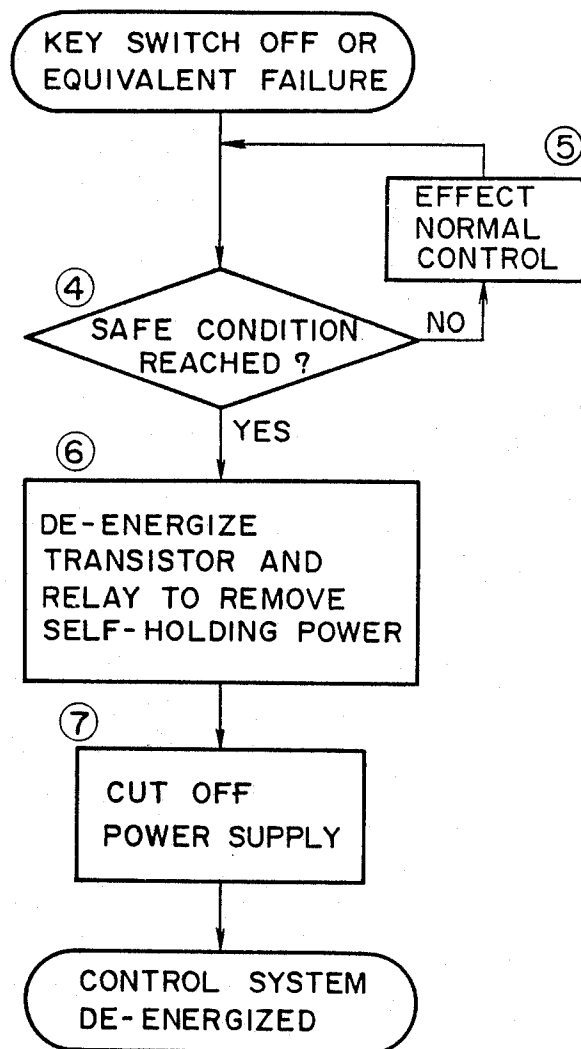 KEY SWITCH OFF OR
EQUIVALENT FAILURE
⑤
EFFECT
NORMAL
CONTROL
④
SAFE CONDITION
REACHED ?
NO
YES
⑥
DE-ENERGIZE
TRANSISTOR AND
RELAY TO REMOVE
SELF-HOLDING POWER
⑦
CUT OFF
POWER SUPPLY
CONTROL SYSTEM
DE-ENERGIZED